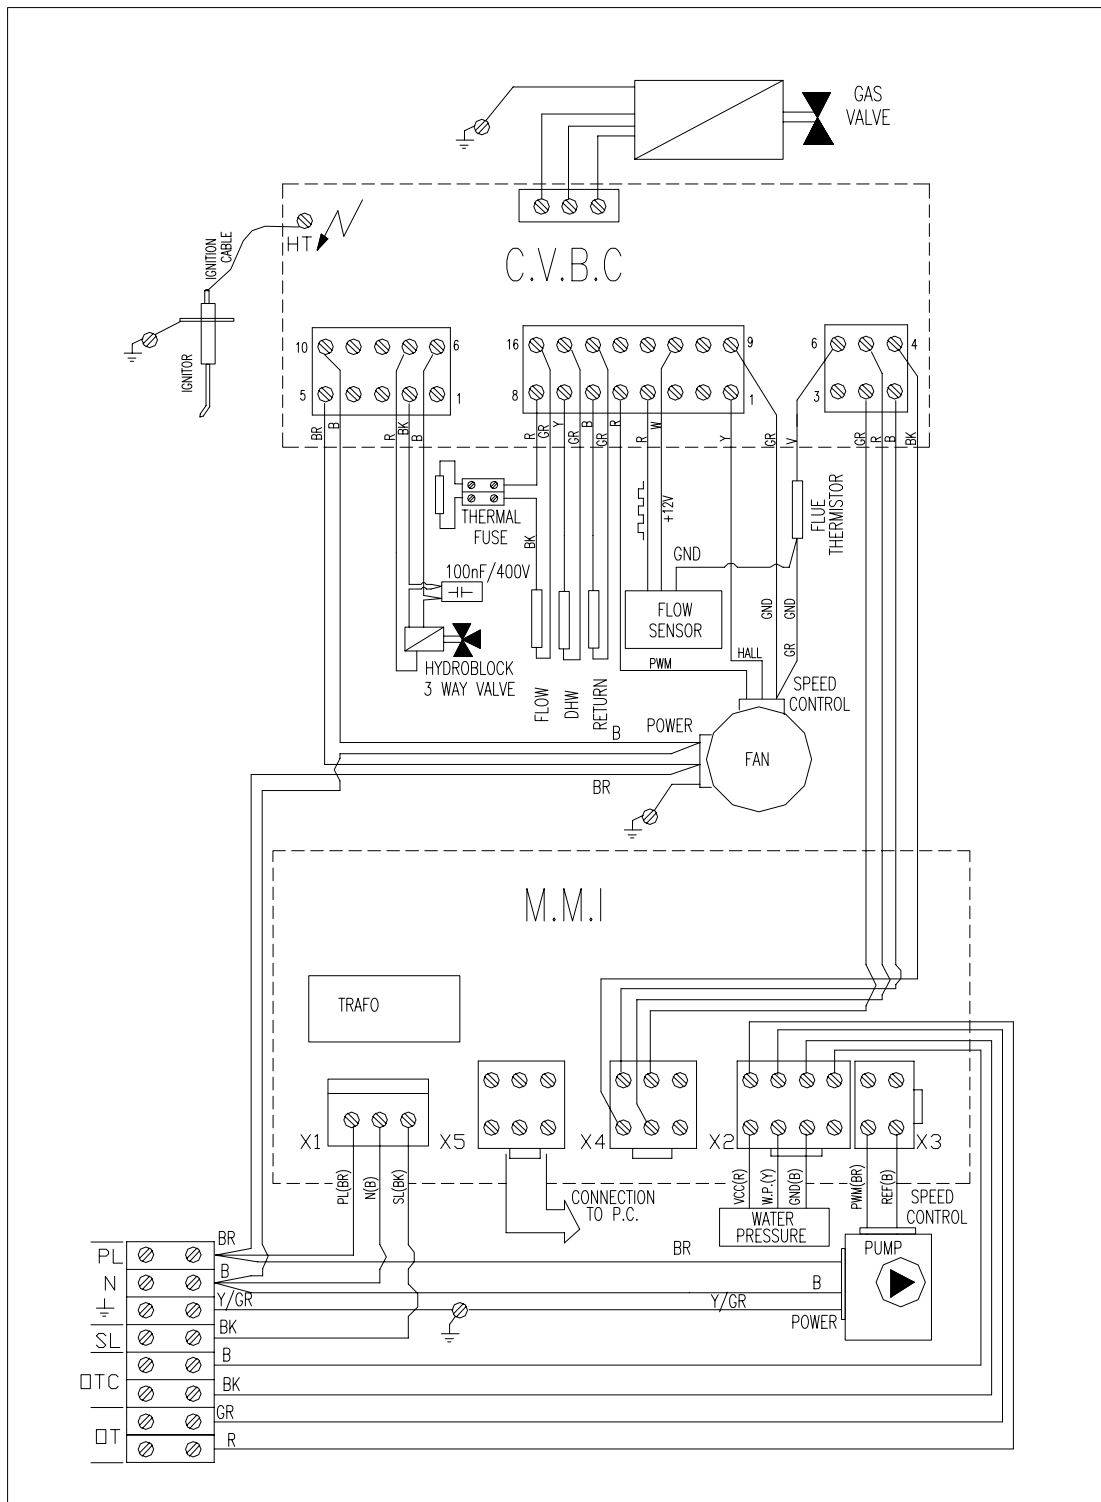 GAS
VALVE
HT
IGNITION
CABLE
IGNITOR
C.V.B.C
10
6
5
1
16
9
8
1
6
4
3
BR
B
R
BK
B
R
GR
Y
GR
B
GR
R
R
W
Y
GR
V
GR
R
B
BK
THERMAL
FUSE
BK
+12V
FLUE
THERMISTOR
GND
100nF/400V
FLOW
SENSOR
GND
GND
GR
HYDROBLOCK
3 WAY VALVE
FLOW
DHW
RETURN
PWM
HALL
SPEED
CONTROL
B
POWER
FAN
BR
M.M.I
TRAFO
X1
X5
X4
X2
X3
PL(BR)
N(B)
SL(BK)
CONNECTION
TO P.C.
VCC(R)
W.P.(Y)
GND(B)
WATER
PRESSURE
PWM(BR)
REF(B)
SPEED
CONTROL
PUMP
POWER
PL
BR
BR
N
B
B
Y/GR
Y/GR
SL
BK
OTC
B
BK
OT
GR
R